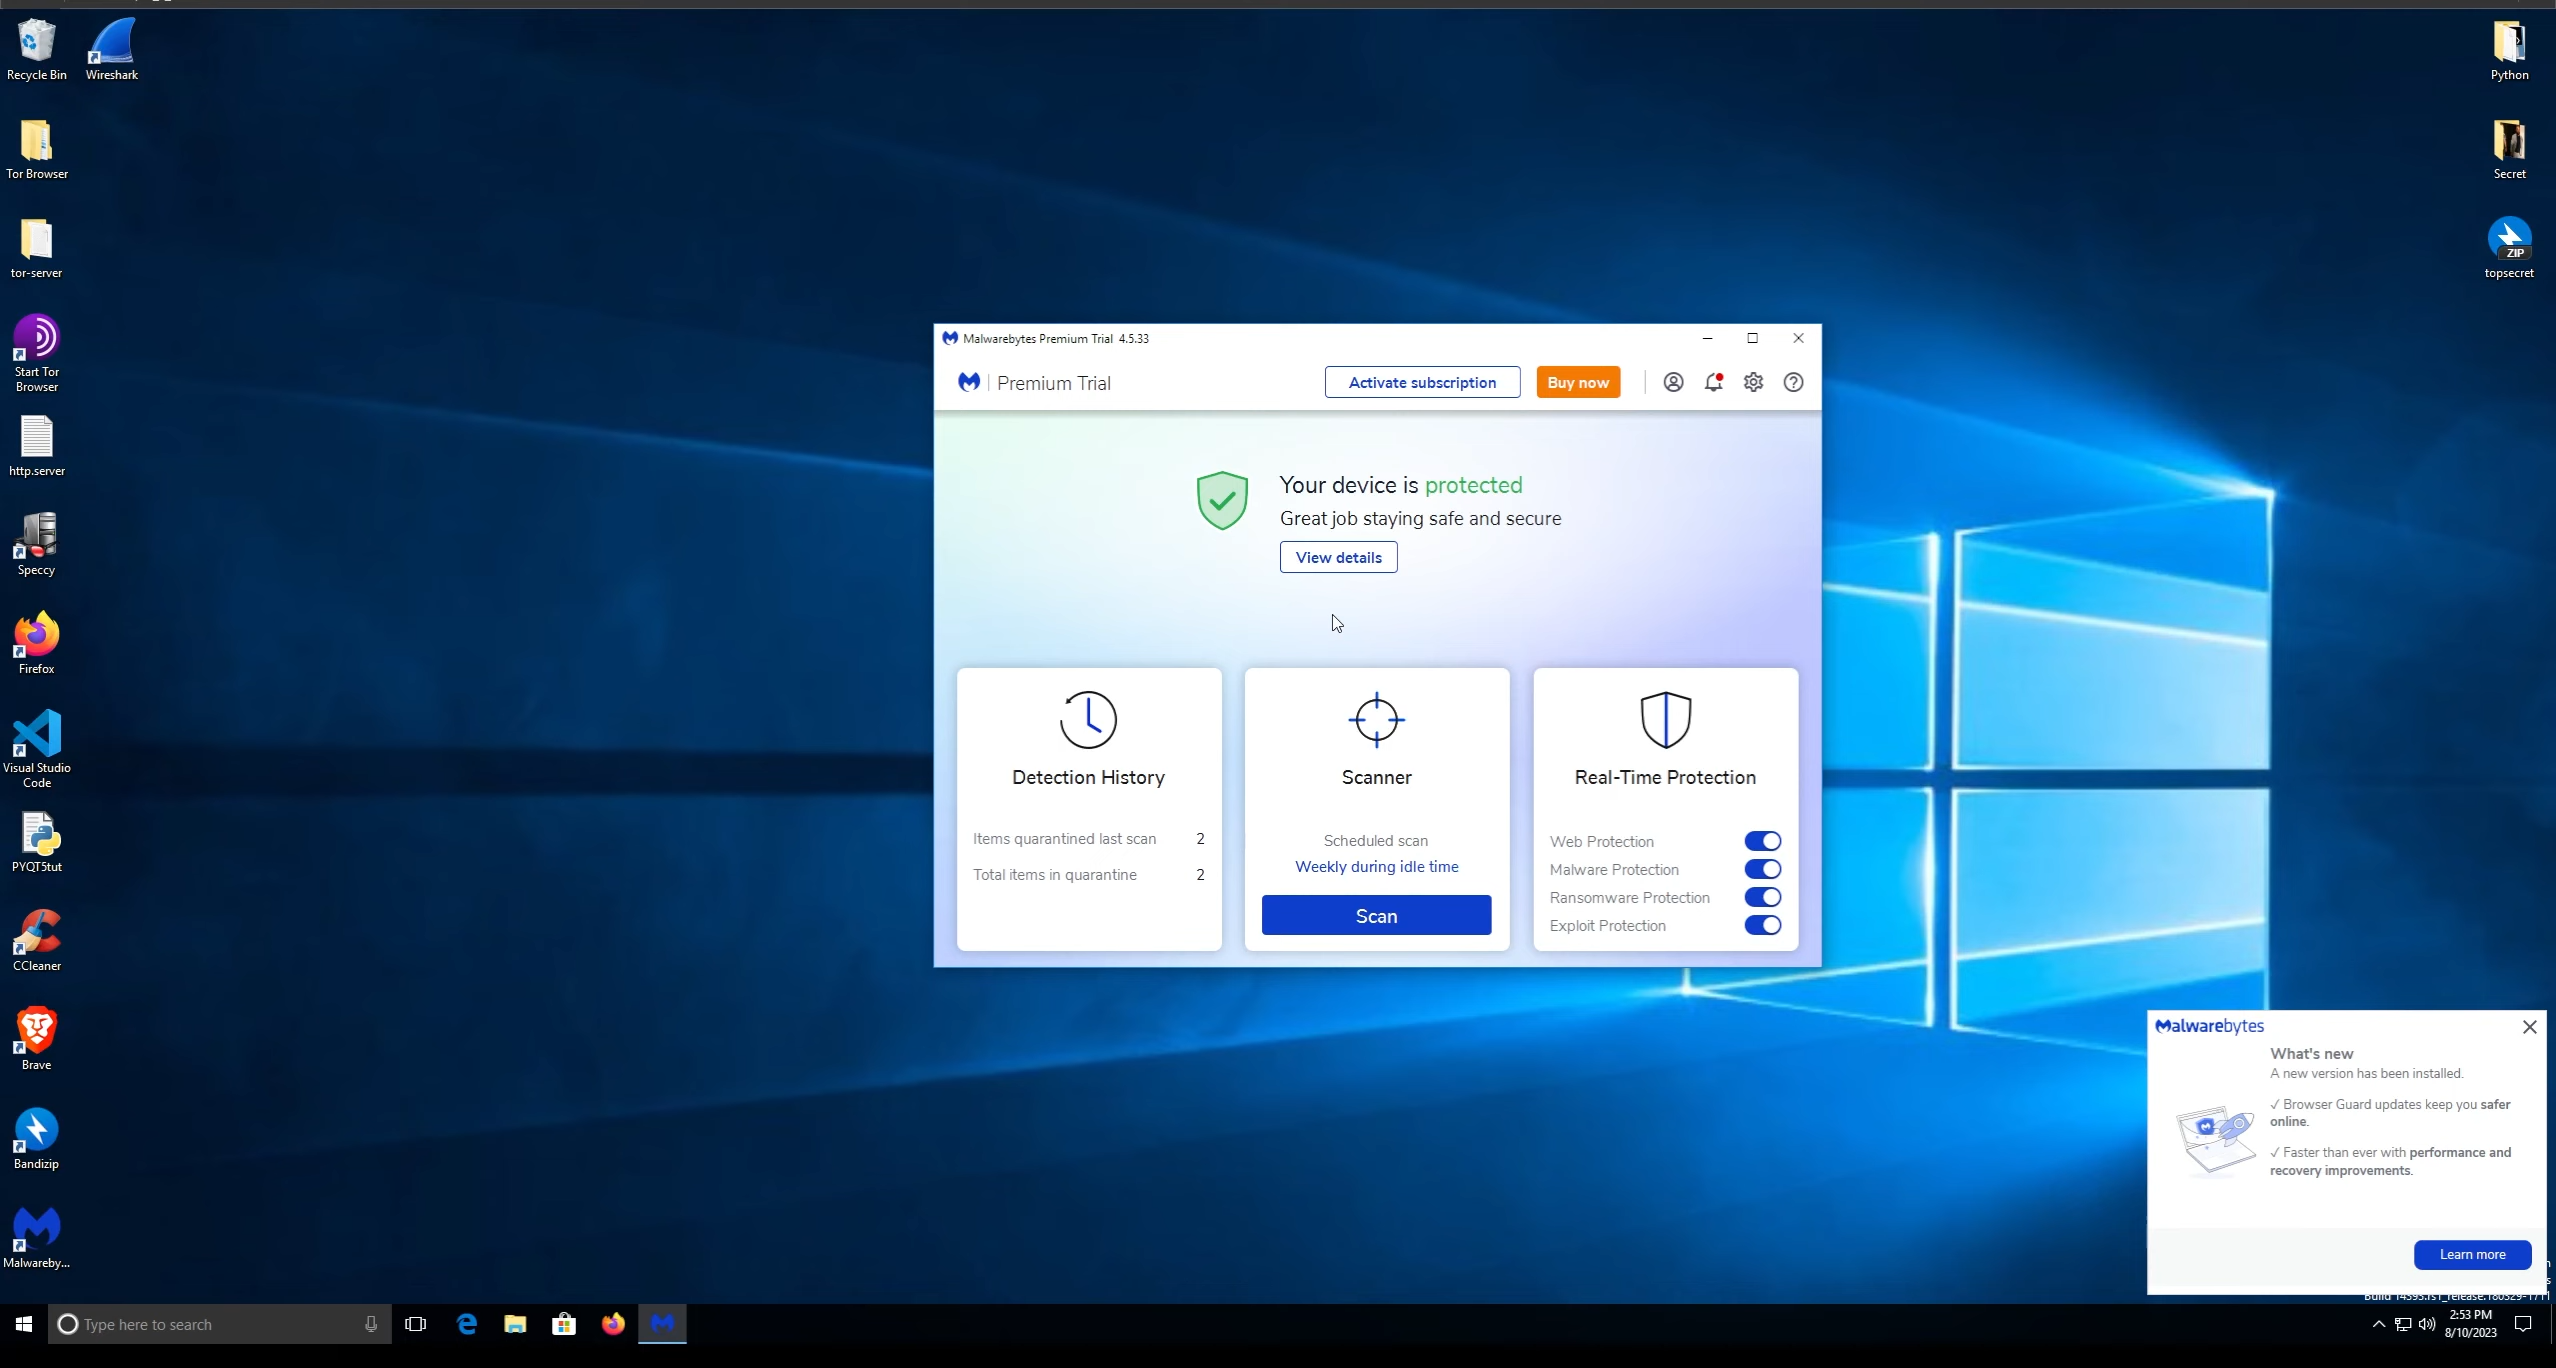 Recycle Bin
Wireshark
Tor Browser
tor-server
Start Tor
Browser
http.server
Speccy
Firefox
Visual Studio
Code
PYQT5tut
CCleaner
Brave
Bandizip
Malwareby...
Python
Secret
ZIP
topsecret
Malwarebytes Premium Trial 4.5.33
Premium Trial
Activate subscription
Buy now
Your device is protected
Great job staying safe and secure
View details
Detection History
Items quarantined last scan 2
Total items in quarantine 2
Scanner
Scheduled scan
Weekly during idle time
Scan
Real-Time Protection
Web Protection
Malware Protection
Ransomware Protection
Exploit Protection
Malwarebytes
What's new
A new version has been installed.
✓ Browser Guard updates keep you safer
online.
✓ Faster than ever with performance and
recovery improvements.
Learn more
Type here to search
2:53 PM
8/10/2023